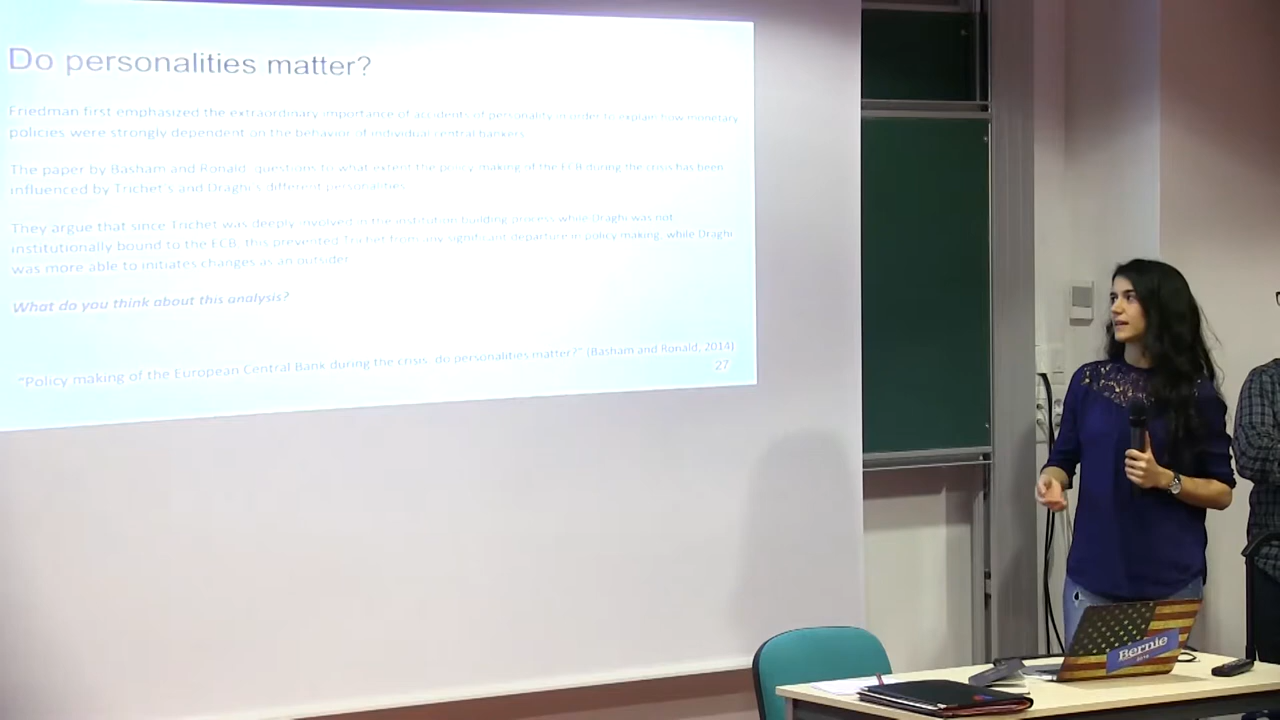 Do personalities matter?
Friedman first emphasized the extraordinary importance of accidents of personality in order to explain how monetary
policies were strongly dependent on the behavior of individual central bankers.
The paper by Basham and Ronald, questions to what extent the policy making of the ECB during the crisis has been
influenced by Trichet's and Draghi's different personalities.
They argue that since Trichet was deeply involved in the institution building process while Draghi was not
institutionally bound to the ECB, this prevented Trichet from any significant departure in policy making, while Draghi
was more able to initiates changes as an outsider.
What do you think about this analysis?
"Policy making of the European Central Bank during the crisis: do personalities matter?" (Basham and Ronald, 2014)
27
Bernie